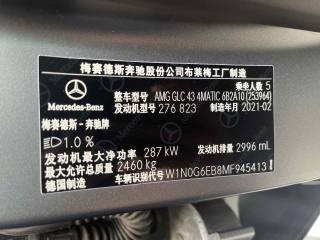 梅赛德斯奔驰股份公司布莱梅工厂制造
乘坐人数 5
整车型号 AMG GLC 43 4MATIC 6B2A10 (253964)
发动机型号 276 823 制造年月 2021-02
Mercedes-Benz
梅赛德斯-奔驰牌
1.0 %
发动机最大净功率 287 kW 发动机排量 2996 mL
最大允许总质量 2460 kg
德国制造 车辆识别代号 W1N0G6EB8MF945413